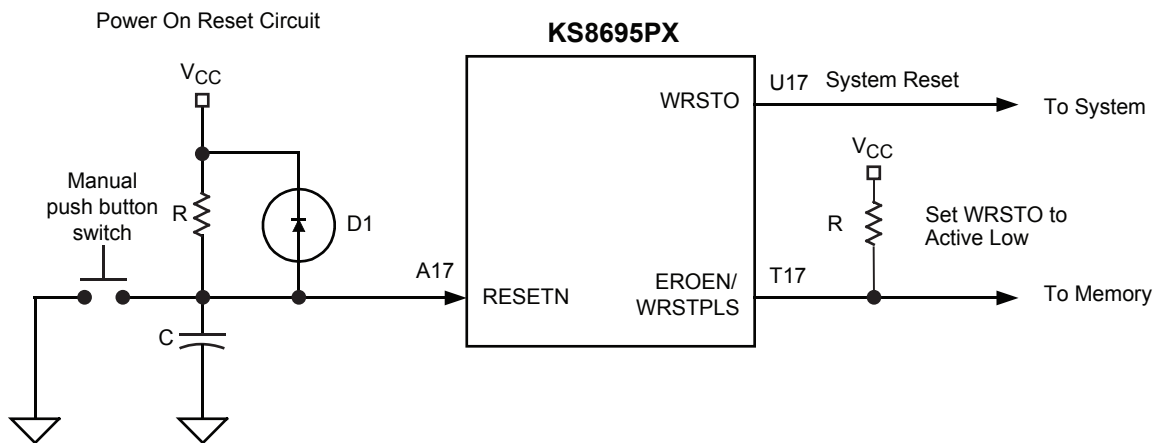 Power On Reset Circuit
KS8695PX
VCC
U17
System Reset
WRSTO
To System
VCC
Manual
push button
switch
R
D1
R
Set WRSTO to
Active Low
A17
RESETN
EROEN/
WRSTPLS
T17
To Memory
C